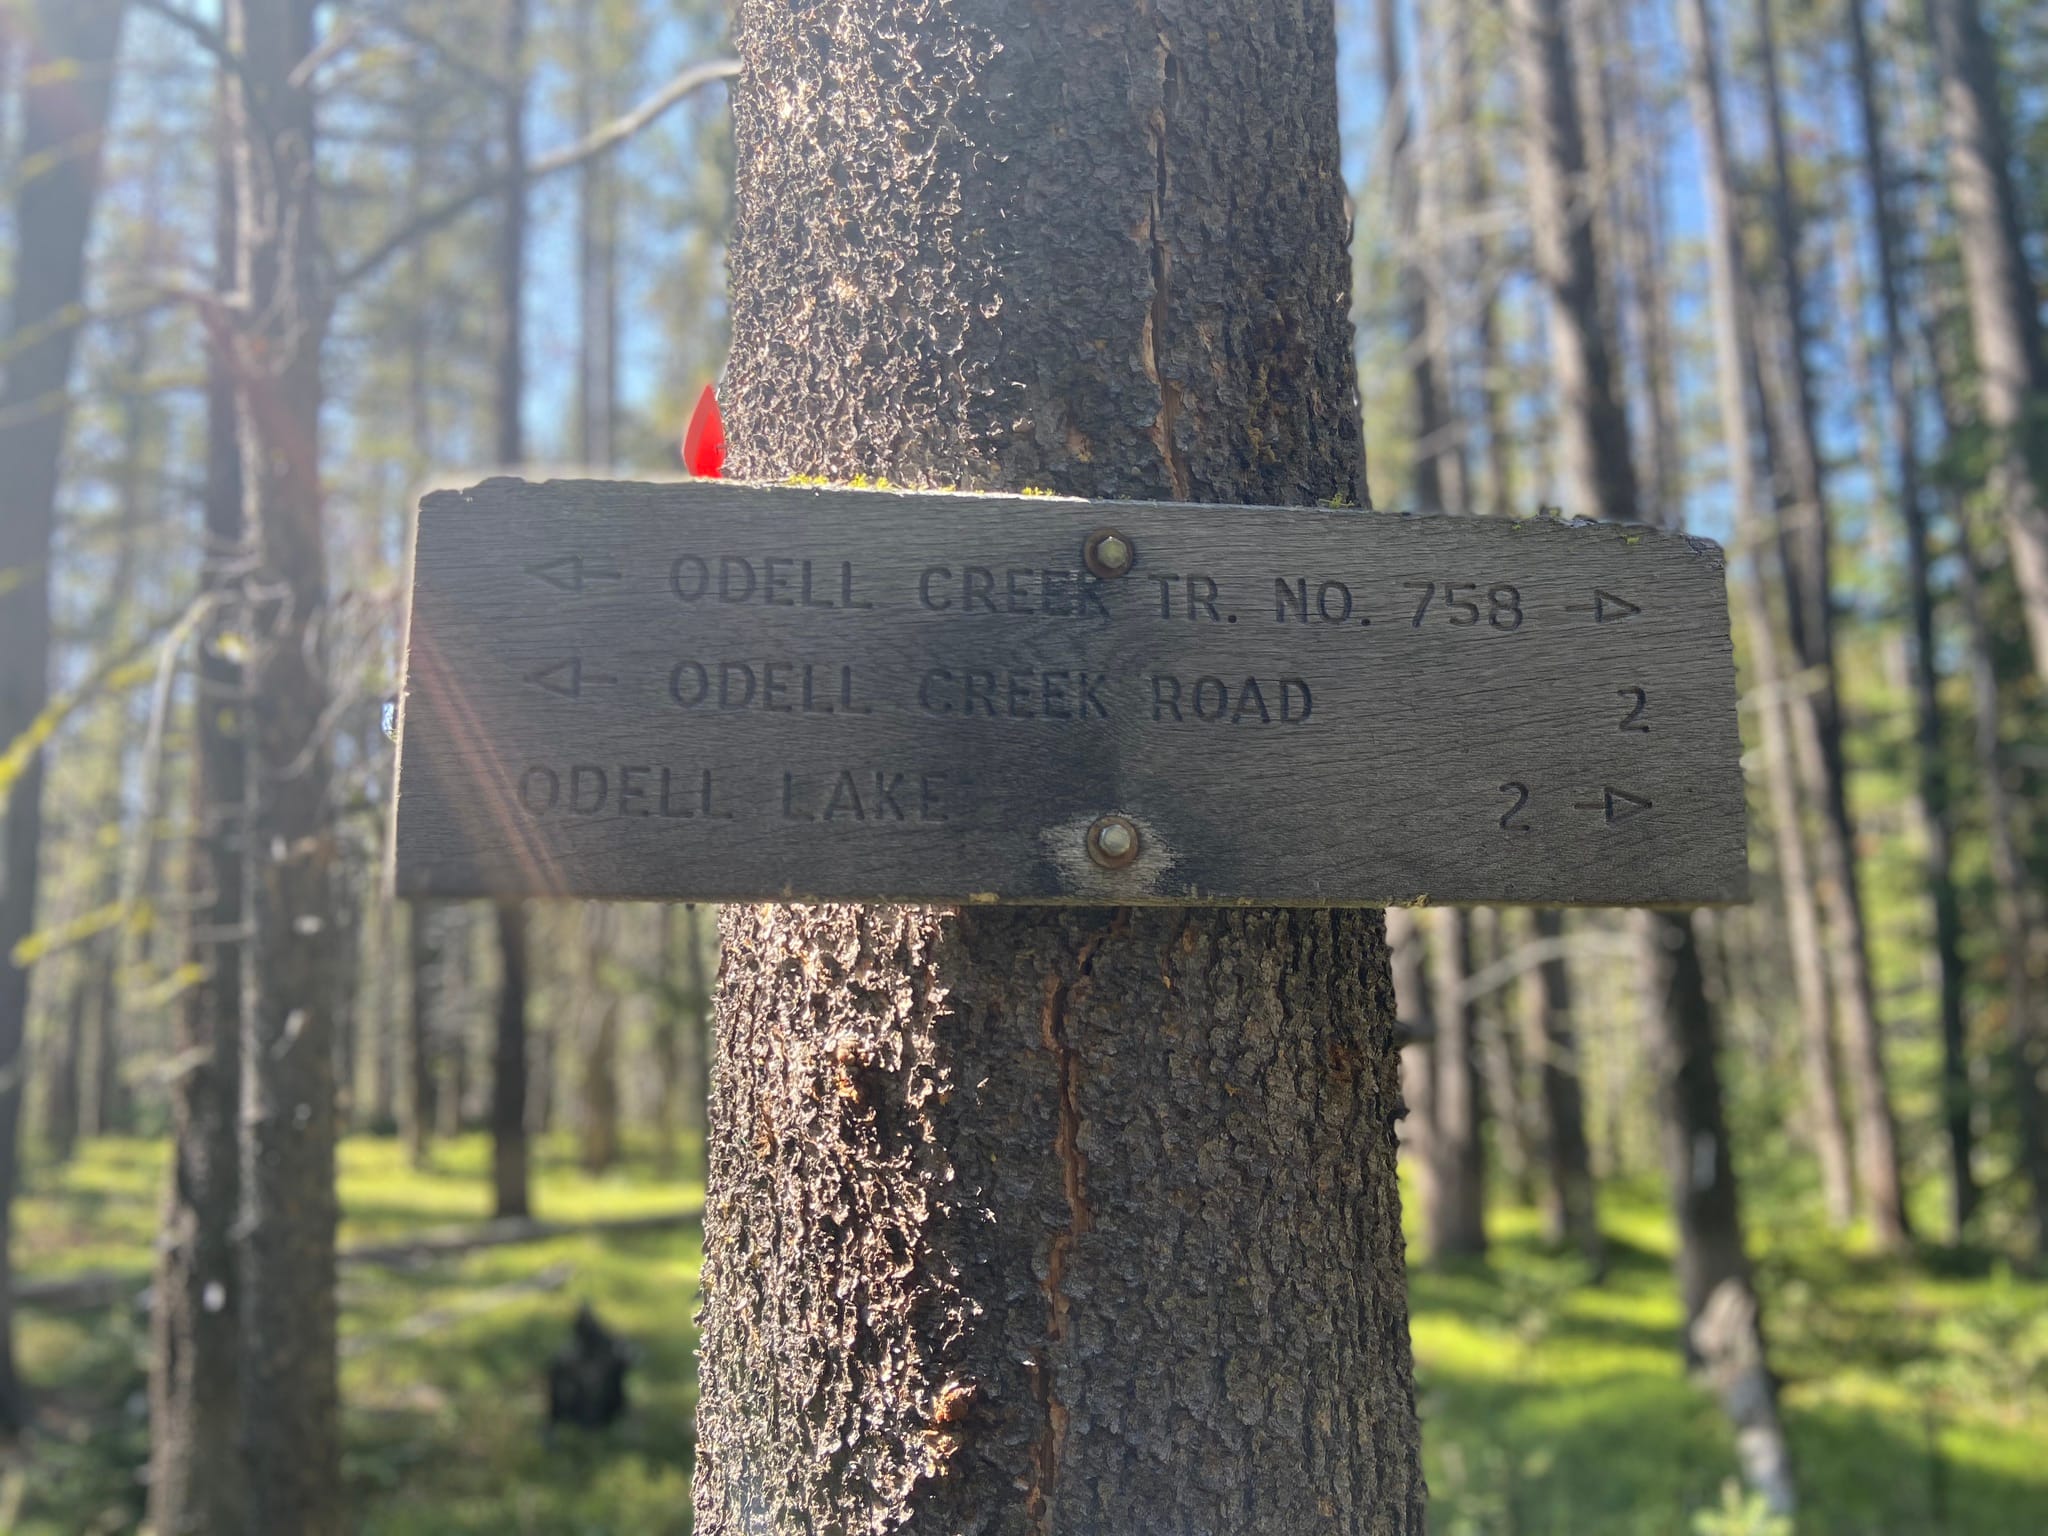 ← ODELL CREEK TR. NO. 758 →
← ODELL CREEK ROAD 2
ODELL LAKE 2 →